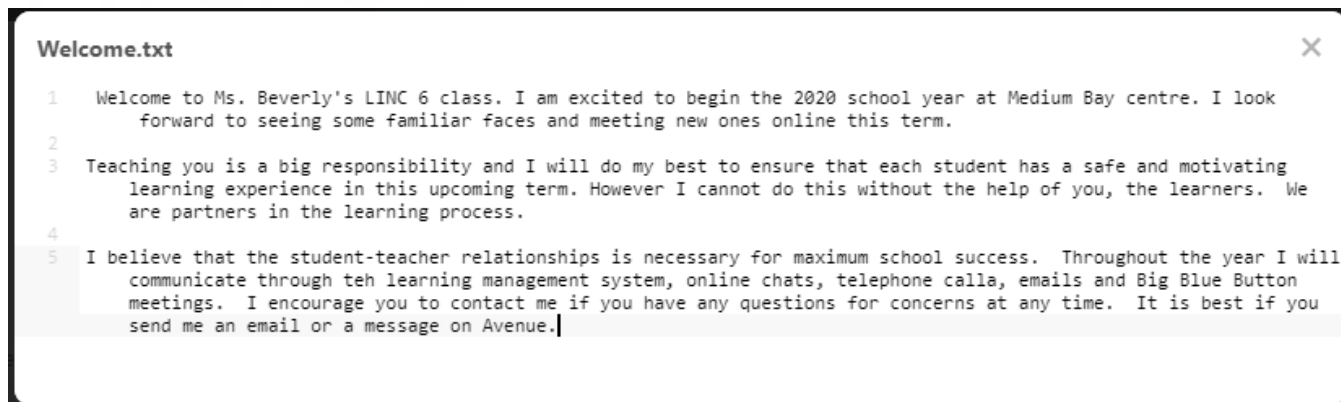 Welcome.txt
1 Welcome to Ms. Beverly's LINC 6 class. I am excited to begin the 2020 school year at Medium Bay centre. I look
forward to seeing some familiar faces and meeting new ones online this term.
2
3 Teaching you is a big responsibility and I will do my best to ensure that each student has a safe and motivating
learning experience in this upcoming term. However I cannot do this without the help of you, the learners.  We
are partners in the learning process.
4
5 I believe that the student-teacher relationships is necessary for maximum school success.  Throughout the year I will
communicate through teh learning management system, online chats, telephone calla, emails and Big Blue Button
meetings.  I encourage you to contact me if you have any questions for concerns at any time.  It is best if you
send me an email or a message on Avenue.